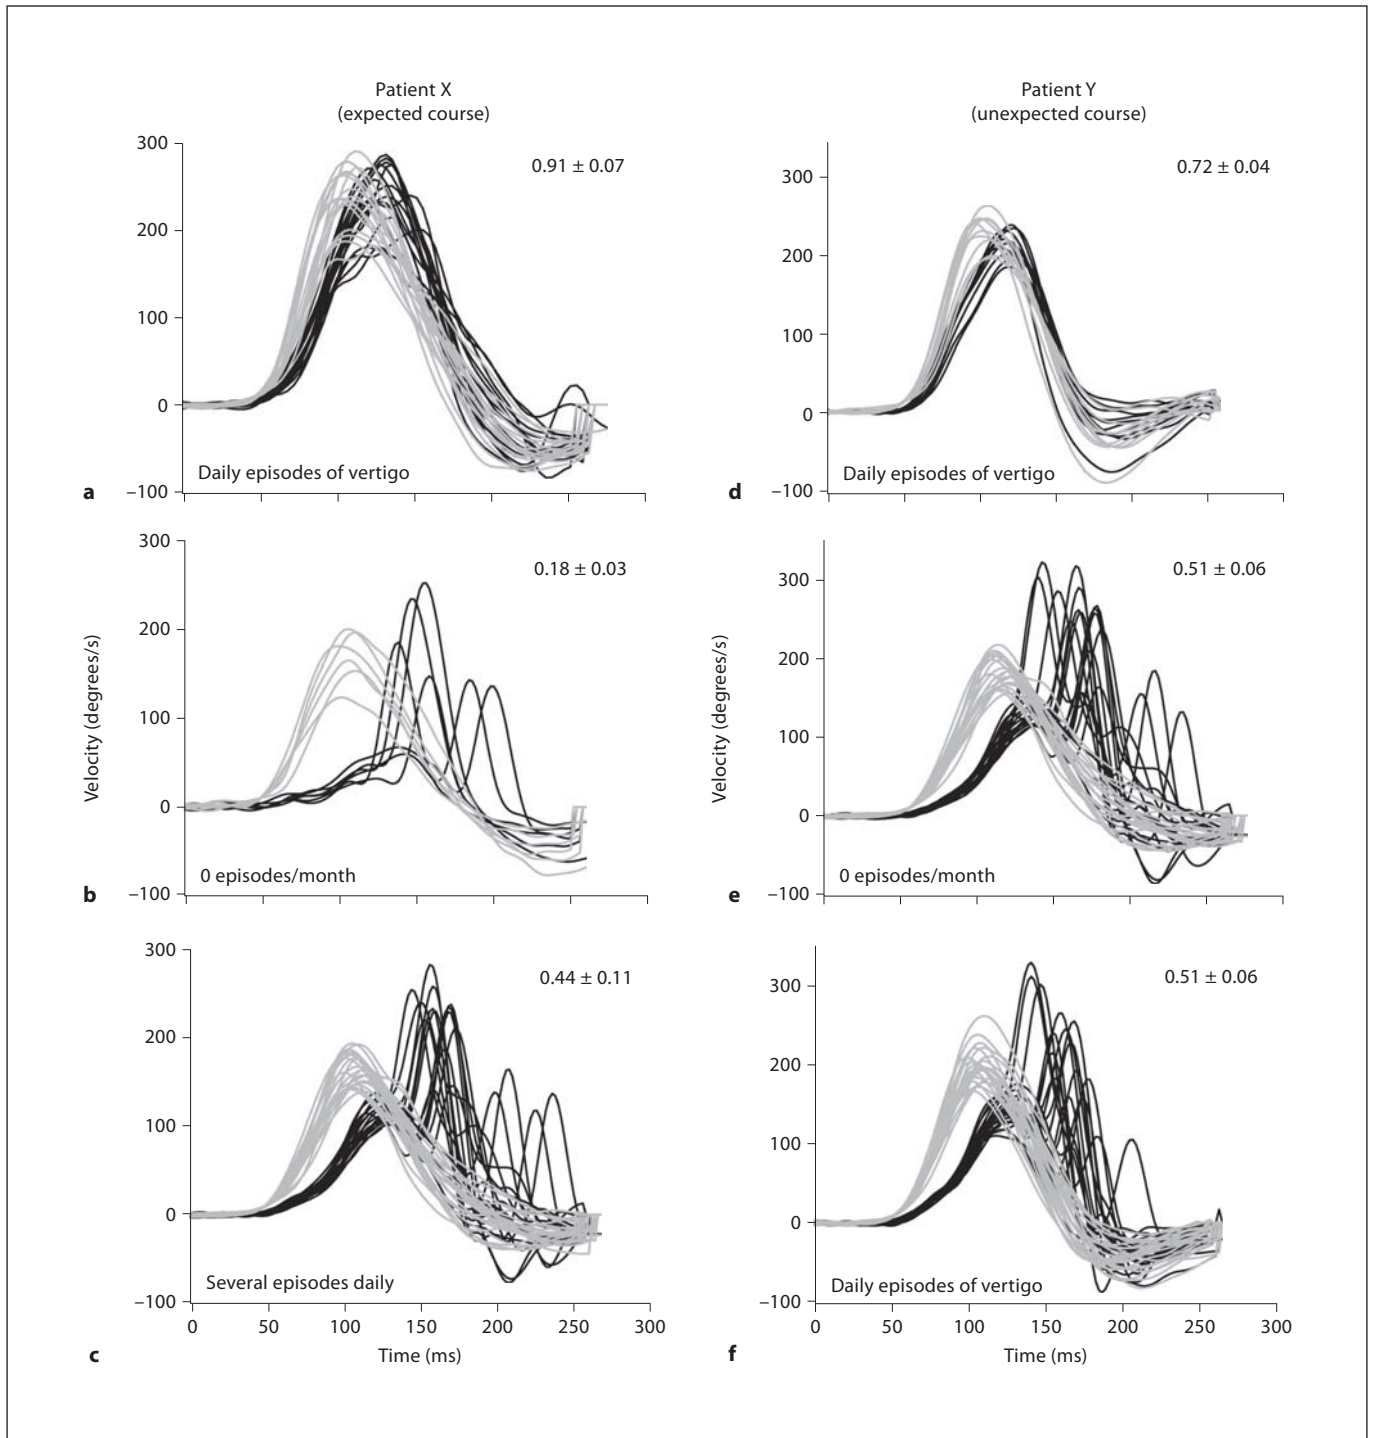 Patient X
(expected course)
Patient Y
(unexpected course)
300
200
100
0
–100
0.91 ± 0.07
Daily episodes of vertigo
a
300
200
100
0
–100
0.72 ± 0.04
Daily episodes of vertigo
d
Velocity (degrees/s)
300
200
100
0
–100
0.18 ± 0.03
0 episodes/month
b
Velocity (degrees/s)
300
200
100
0
–100
0.51 ± 0.06
0 episodes/month
e
300
200
100
0
–100
0.44 ± 0.11
Several episodes daily
0 50 100 150 200 250 300
Time (ms)
c
300
200
100
0
–100
0.51 ± 0.06
Daily episodes of vertigo
0 50 100 150 200 250 300
Time (ms)
f